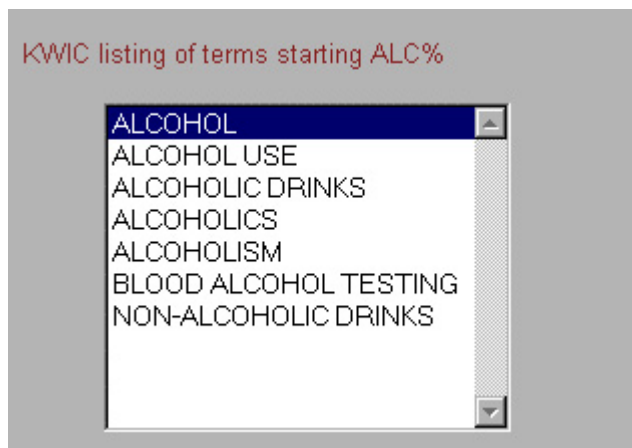 KWIC listing of terms starting ALC%
ALCOHOL
ALCOHOL USE
ALCOHOLIC DRINKS
ALCOHOLICS
ALCOHOLISM
BLOOD ALCOHOL TESTING
NON-ALCOHOLIC DRINKS